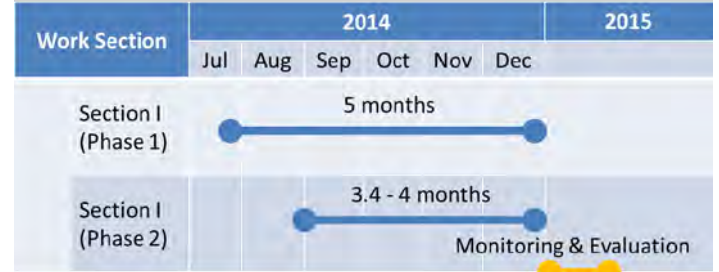 Work Section
2014
2015
Jul Aug Sep Oct Nov Dec
Section I
(Phase 1)
5 months
Section I
(Phase 2)
3.4 - 4 months
Monitoring & Evaluation